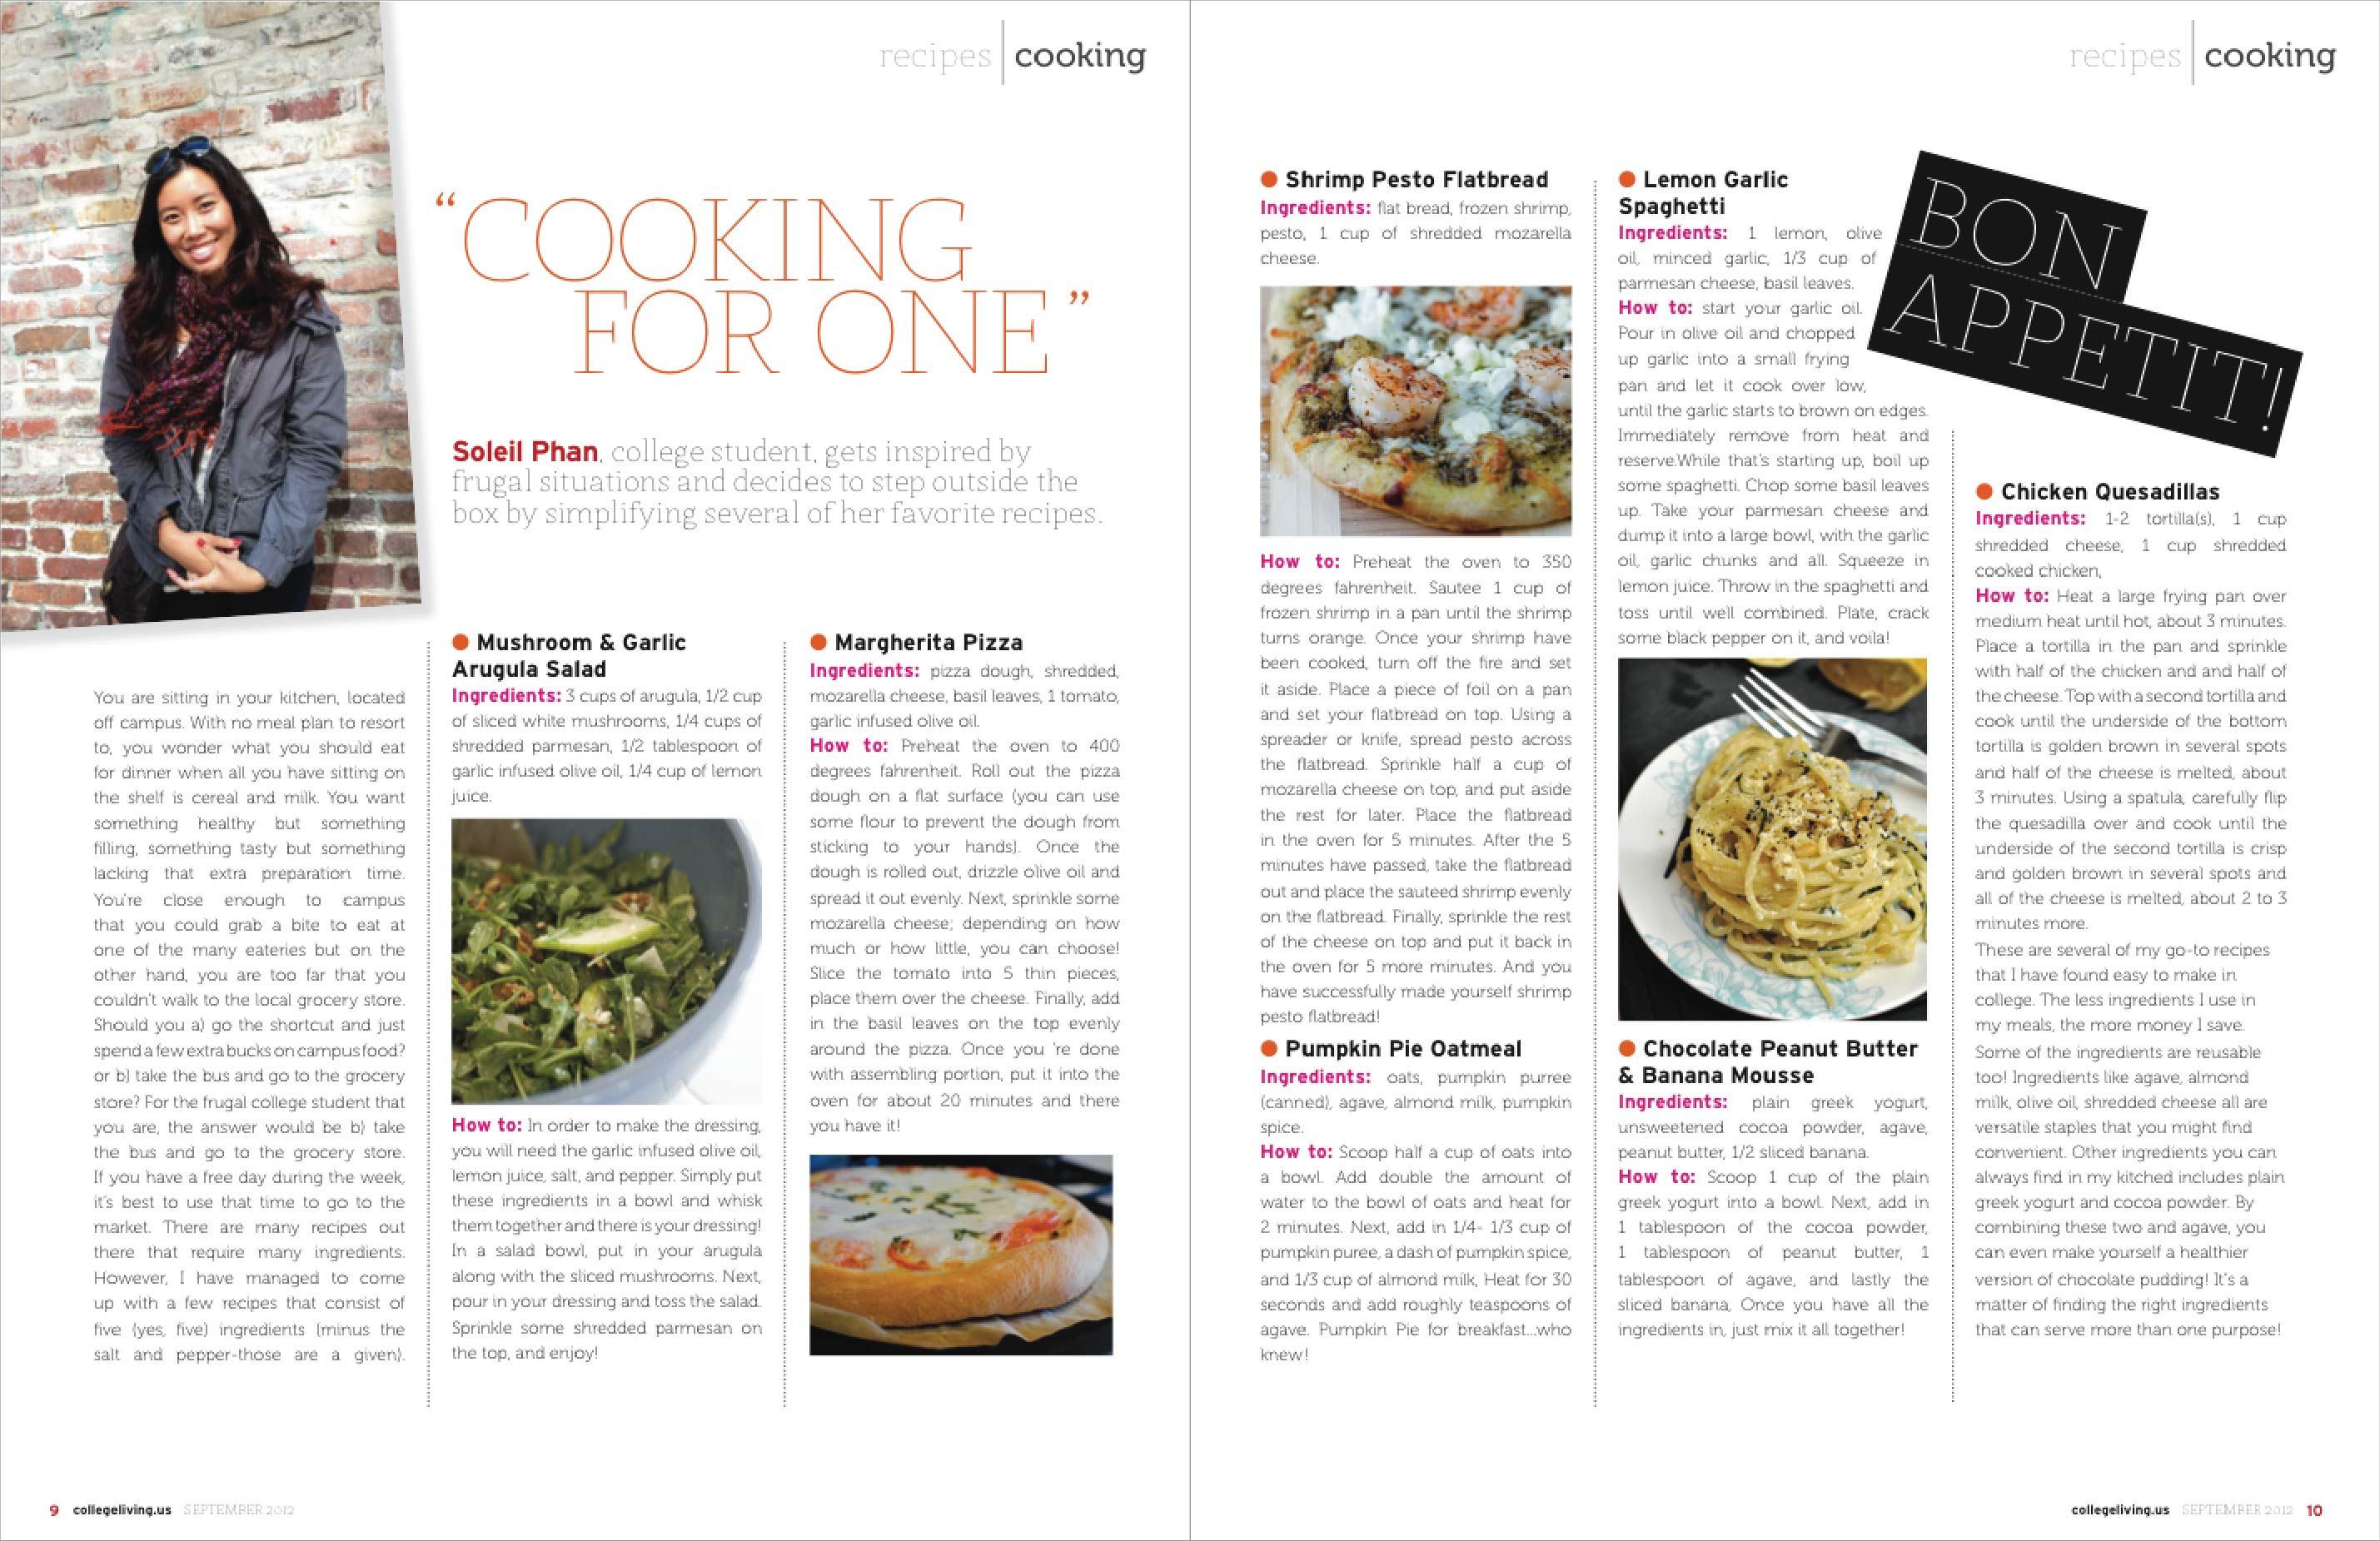 recipes | cooking
“COOKING
FOR ONE”
Soleil Phan, college student, gets inspired by
frugal situations and decides to step outside the
box by simplifying several of her favorite recipes.
You are sitting in your kitchen, located
off campus. With no meal plan to resort
to, you wonder what you should eat
for dinner when all you have sitting on
the shelf is cereal and milk. You want
something healthy but something
filling, something tasty but something
lacking that extra preparation time.
You're close enough to campus
that you could grab a bite to eat at
one of the many eateries but on the
other hand, you are too far that you
couldn't walk to the local grocery store.
Should you a) go the shortcut and just
spend a few extra bucks on campus food?
or b) take the bus and go to the grocery
store? For the frugal college student that
you are, the answer would be b) take
the bus and go to the grocery store.
If you have a free day during the week,
it's best to use that time to go to the
market. There are many recipes out
there that require many ingredients.
However, I have managed to come
up with a few recipes that consist of
five (yes, five) ingredients (minus the
salt and pepper-those are a given).
Mushroom & Garlic
Arugula Salad
Ingredients: 3 cups of arugula, 1/2 cup
of sliced white mushrooms, 1/4 cups of
shredded parmesan, 1/2 tablespoon of
garlic infused olive oil, 1/4 cup of lemon
juice.
How to: In order to make the dressing,
you will need the garlic infused olive oil,
lemon juice, salt, and pepper. Simply put
these ingredients in a bowl and whisk
them together and there is your dressing!
In a salad bowl, put in your arugula
along with the sliced mushrooms. Next,
pour in your dressing and toss the salad.
Sprinkle some shredded parmesan on
the top, and enjoy!
Margherita Pizza
Ingredients: pizza dough, shredded,
mozarella cheese, basil leaves, 1 tomato,
garlic infused olive oil.
How to: Preheat the oven to 400
degrees fahrenheit. Roll out the pizza
dough on a flat surface (you can use
some flour to prevent the dough from
sticking to your hands). Once the
dough is rolled out, drizzle olive oil and
spread it out evenly. Next, sprinkle some
mozarella cheese; depending on how
much or how little, you can choose!
Slice the tomato into 5 thin pieces,
place them over the cheese. Finally, add
in the basil leaves on the top evenly
around the pizza. Once you 're done
with assembling portion, put it into the
oven for about 20 minutes and there
you have it!
9 collegeliving.us SEPTEMBER 2012
recipes | cooking
Shrimp Pesto Flatbread
Ingredients: flat bread, frozen shrimp,
pesto, 1 cup of shredded mozarella
cheese.
How to: Preheat the oven to 350
degrees fahrenheit. Sautee 1 cup of
frozen shrimp in a pan until the shrimp
turns orange. Once your shrimp have
been cooked, turn off the fire and set
it aside. Place a piece of foil on a pan
and set your flatbread on top. Using a
spreader or knife, spread pesto across
the flatbread. Sprinkle half a cup of
mozarella cheese on top, and put aside
the rest for later. Place the flatbread
in the oven for 5 minutes. After the 5
minutes have passed, take the flatbread
out and place the sauteed shrimp evenly
on the flatbread. Finally, sprinkle the rest
of the cheese on top and put it back in
the oven for 5 more minutes. And you
have successfully made yourself shrimp
pesto flatbread!
Pumpkin Pie Oatmeal
Ingredients: oats, pumpkin purree
(canned), agave, almond milk, pumpkin
spice.
How to: Scoop half a cup of oats into
a bowl. Add double the amount of
water to the bowl of oats and heat for
2 minutes. Next, add in 1/4- 1/3 cup of
pumpkin puree, a dash of pumpkin spice,
and 1/3 cup of almond milk, Heat for 30
seconds and add roughly teaspoons of
agave. Pumpkin Pie for breakfast...who
knew!
Lemon Garlic
Spaghetti
Ingredients: 1 lemon, olive
oil, minced garlic, 1/3 cup of
parmesan cheese, basil leaves.
How to: start your garlic oil.
Pour in olive oil and chopped
up garlic into a small frying
pan and let it cook over low,
until the garlic starts to brown on edges.
Immediately remove from heat and
reserve.While that's starting up, boil up
some spaghetti. Chop some basil leaves
up. Take your parmesan cheese and
dump it into a large bowl, with the garlic
oil, garlic chunks and all. Squeeze in
lemon juice. Throw in the spaghetti and
toss until well combined. Plate, crack
some black pepper on it, and voila!
Chocolate Peanut Butter
& Banana Mousse
Ingredients: plain greek yogurt,
unsweetened cocoa powder, agave,
peanut butter, 1/2 sliced banana.
How to: Scoop 1 cup of the plain
greek yogurt into a bowl. Next, add in
1 tablespoon of the cocoa powder,
1 tablespoon of peanut butter, 1
tablespoon of agave, and lastly the
sliced banana, Once you have all the
ingredients in, just mix it all together!
BON
APPETIT!
Chicken Quesadillas
Ingredients: 1-2 tortilla(s), 1 cup
shredded cheese, 1 cup shredded
cooked chicken,
How to: Heat a large frying pan over
medium heat until hot, about 3 minutes.
Place a tortilla in the pan and sprinkle
with half of the chicken and and half of
the cheese. Top with a second tortilla and
cook until the underside of the bottom
tortilla is golden brown in several spots
and half of the cheese is melted, about
3 minutes. Using a spatula, carefully flip
the quesadilla over and cook until the
underside of the second tortilla is crisp
and golden brown in several spots and
all of the cheese is melted, about 2 to 3
minutes more.
These are several of my go-to recipes
that I have found easy to make in
college. The less ingredients I use in
my meals, the more money I save.
Some of the ingredients are reusable
too! Ingredients like agave, almond
milk, olive oil, shredded cheese all are
versatile staples that you might find
convenient. Other ingredients you can
always find in my kitched includes plain
greek yogurt and cocoa powder. By
combining these two and agave, you
can even make yourself a healthier
version of chocolate pudding! It's a
matter of finding the right ingredients
that can serve more than one purpose!
collegeliving.us SEPTEMBER 2012 10